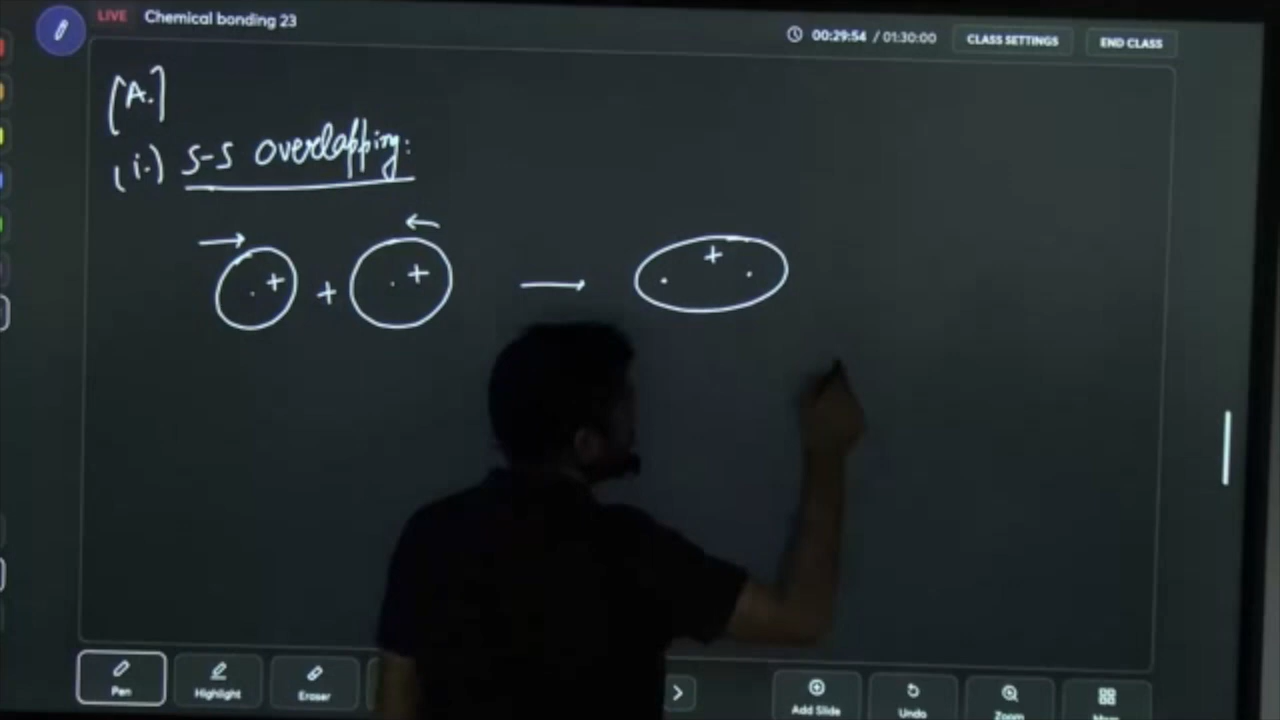 LIVE Chemical bonding 23
00:29:54 / 01:30:00 CLASS SETTINGS END CLASS
[A.]
(i.) s-s overlapping:
+ + + → +
Pen Highlight Eraser Add Slide Undo Zoom More